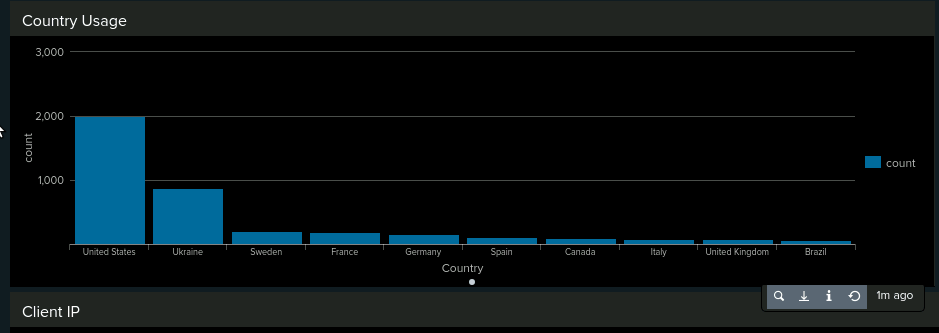 Country Usage
3,000
2,000
1,000
count
count
United States Ukraine Sweden France Germany Spain Canada Italy United Kingdom Brazil
Country
1m ago
Client IP